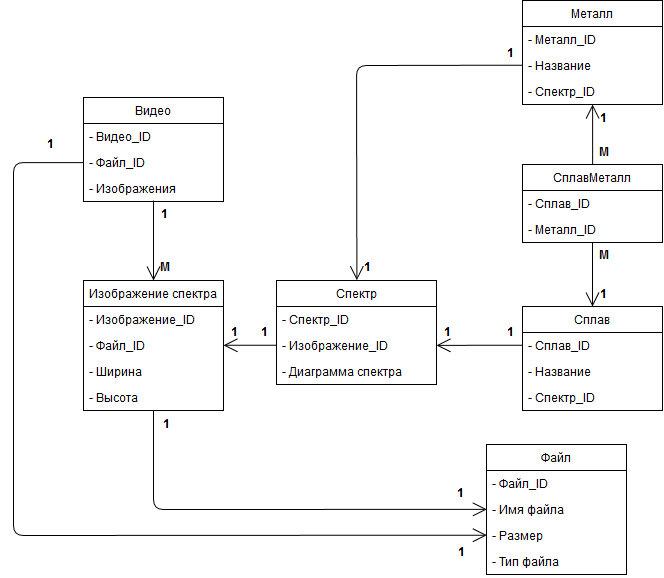 Металл
- Металл_ID
- Название
- Спектр_ID
1
1
Видео
- Видео_ID
- Файл_ID
- Изображения
1
1
М
СплавМеталл
- Сплав_ID
- Металл_ID
М
1
M
1
1
Изображение спектра
- Изображение_ID
- Файл_ID
- Ширина
- Высота
1
1
Спектр
- Спектр_ID
- Изображение_ID
- Диаграмма спектра
1
1
Сплав
- Сплав_ID
- Название
- Спектр_ID
1
1
1
Файл
- Файл_ID
- Имя файла
- Размер
- Тип файла